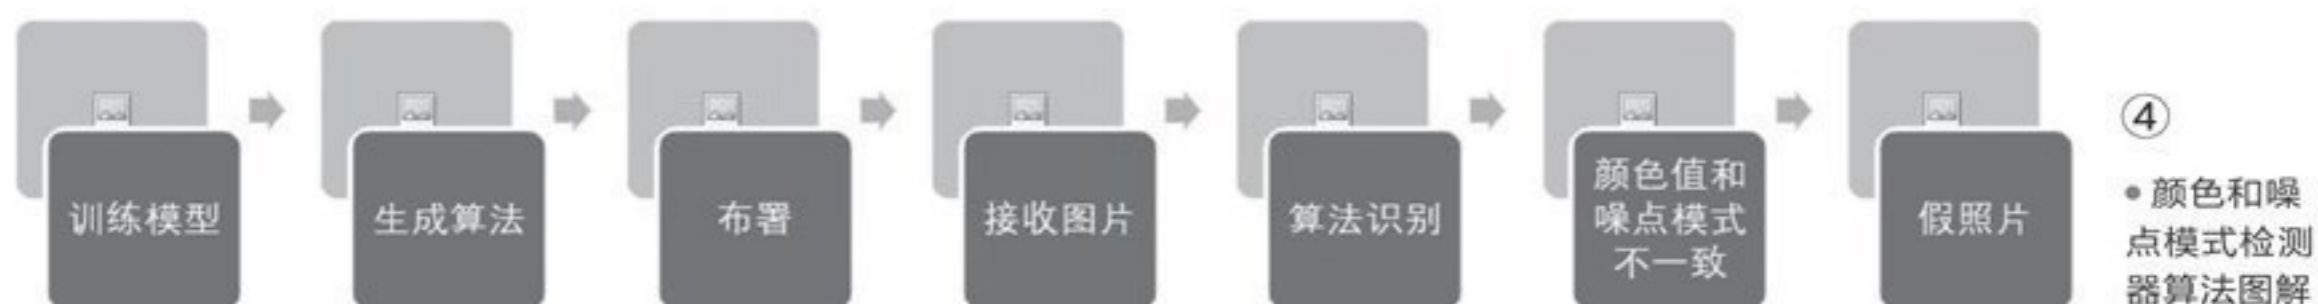 训练模型
生成算法
布署
接收图片
算法识别
颜色值和
噪点模式
不一致
假照片
④
• 颜色和噪
点模式检测
器算法图解